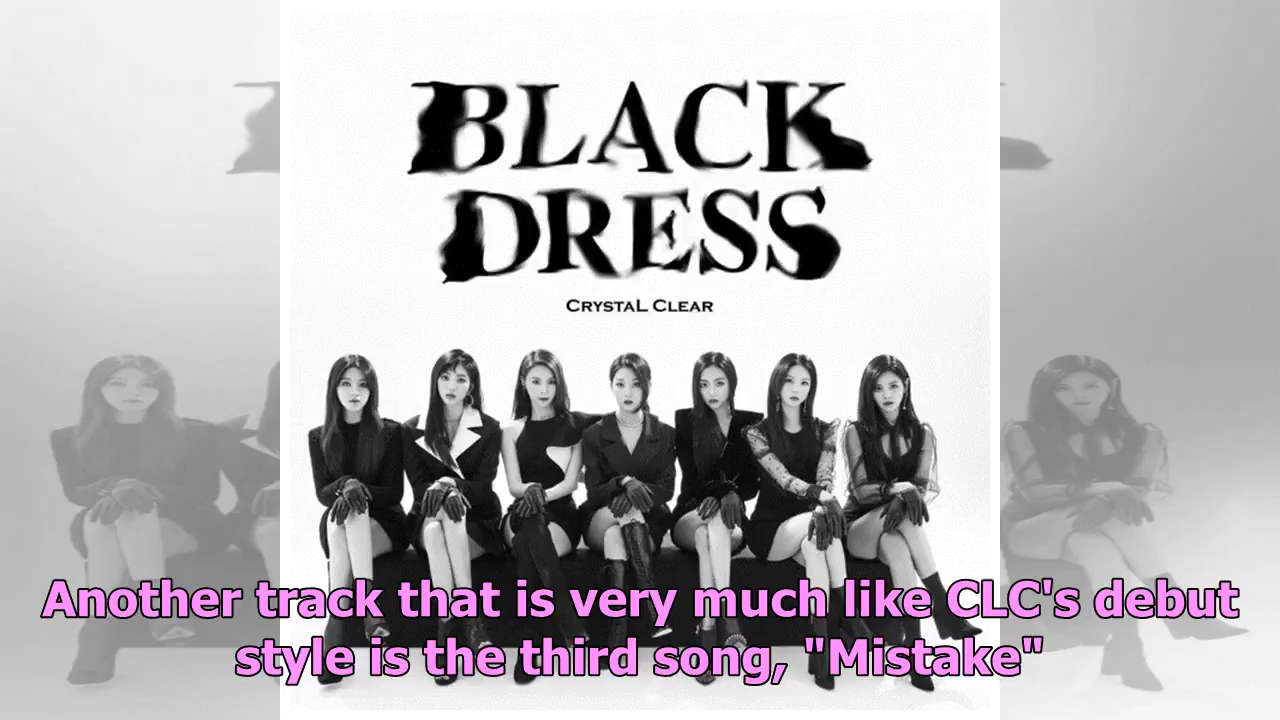 BLACK
DRESS
CRYSTAL CLEAR
Another track that is very much like CLC's debut
style is the third song, "Mistake"